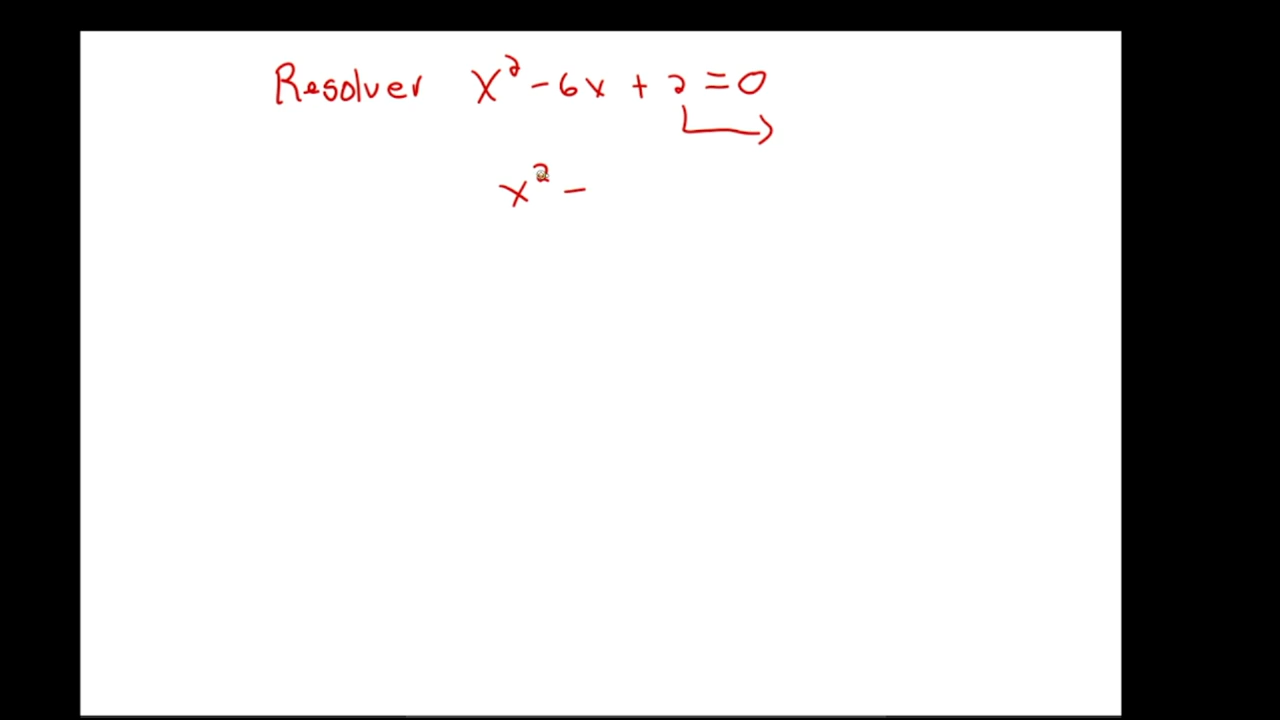 Resolver x² - 6x + 2 = 0
x² -